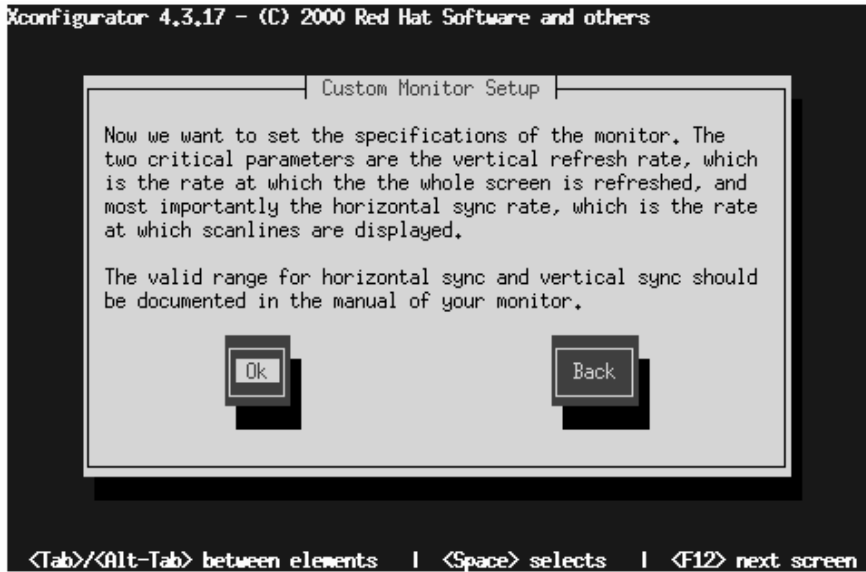 Xconfigurator 4.3.17 - (C) 2000 Red Hat Software and others
Custom Monitor Setup
Now we want to set the specifications of the monitor. The
two critical parameters are the vertical refresh rate, which
is the rate at which the the whole screen is refreshed, and
most importantly the horizontal sync rate, which is the rate
at which scanlines are displayed.
The valid range for horizontal sync and vertical sync should
be documented in the manual of your monitor.
Ok Back
<Tab>/<Alt-Tab> between elements | <Space> selects | <F12> next screen